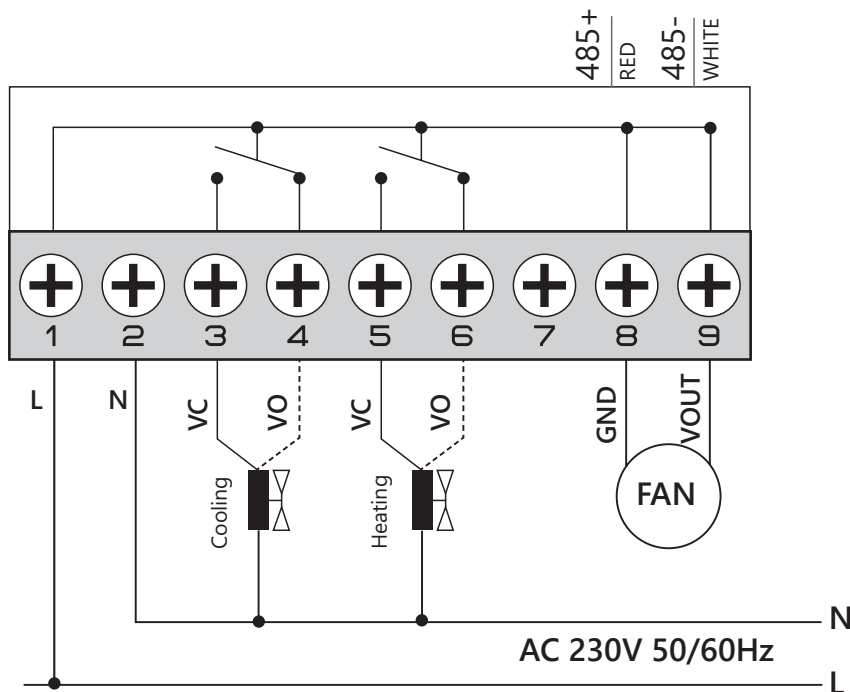 485+
RED
485-
WHITE
1 2 3 4 5 6 7 8 9
L
N
VC
VO
VC
VO
GND
VOUT
Cooling
Heating
FAN
N
AC 230V 50/60Hz
L